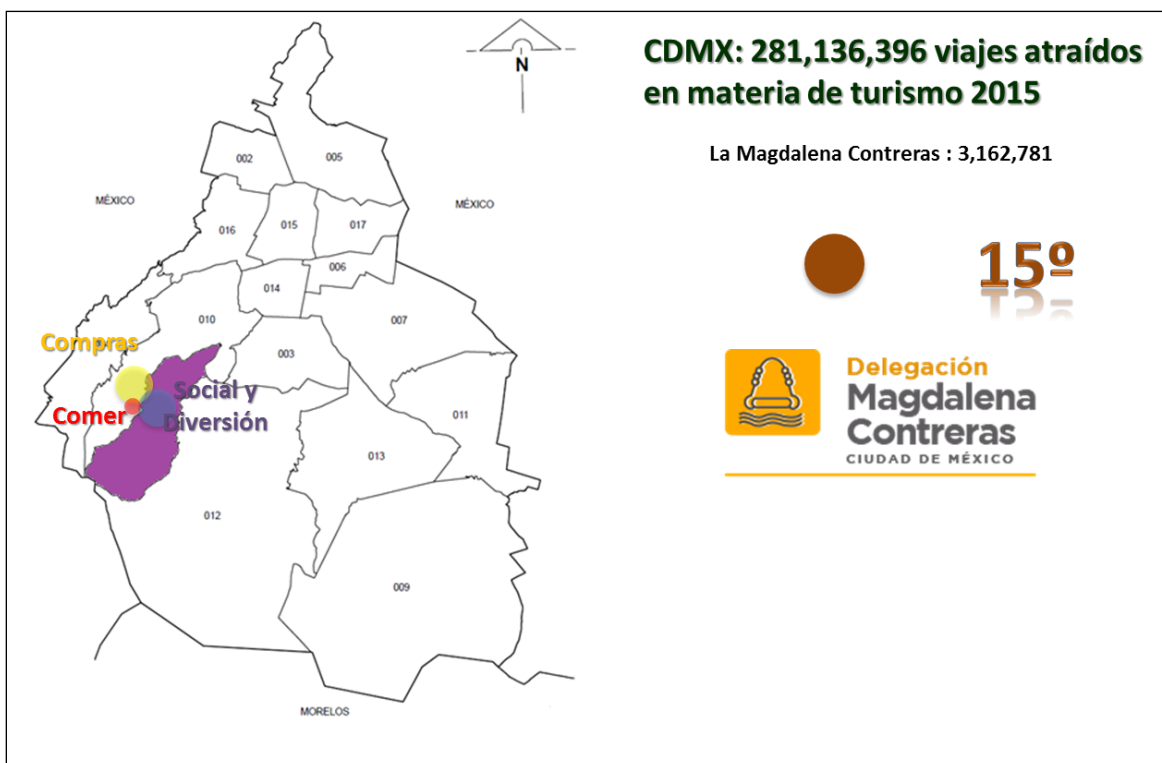 CDMX: 281,136,396 viajes atraídos
en materia de turismo 2015
La Magdalena Contreras : 3,162,781
15º
Delegación
Magdalena
Contreras
CIUDAD DE MÉXICO
N
002
005
MÉXICO
MÉXICO
016
015
017
006
014
010
007
003
Compras
Social y
Diversión
Comer
011
013
012
009
MORELOS